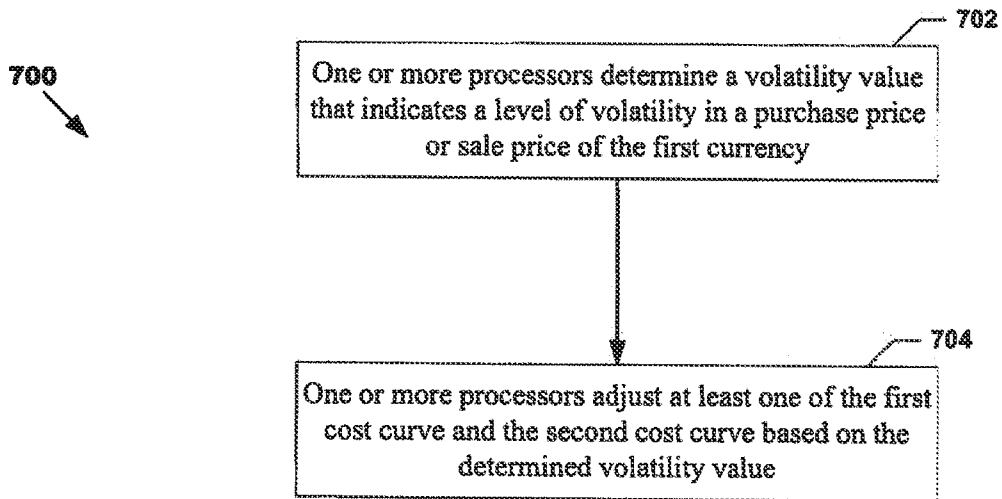 702
700
One or more processors determine a volatility value
that indicates a level of volatility in a purchase price
or sale price of the first currency
704
One or more processors adjust at least one of the first
cost curve and the second cost curve based on the
determined volatility value